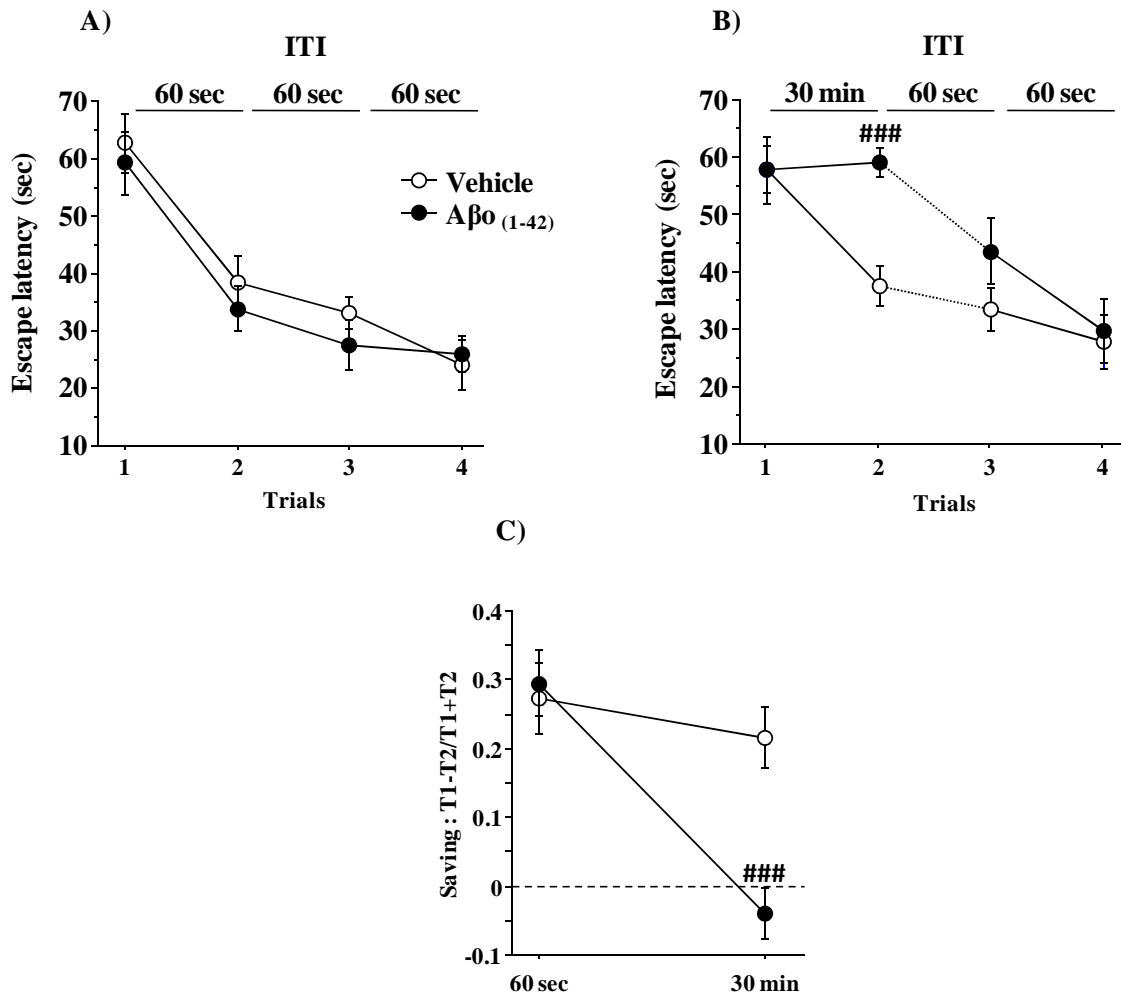 A)
ITI
60 sec 60 sec 60 sec
70
60
50
40
30
20
10
Escape latency (sec)
Vehicle
Aβo (1-42)
1 2 3 4
Trials
B)
ITI
30 min 60 sec 60 sec
###
70
60
50
40
30
20
10
Escape latency (sec)
1 2 3 4
Trials
C)
0.4
0.3
0.2
0.1
0
-0.1
Saving : T1-T2/T1+T2
###
60 sec 30 min